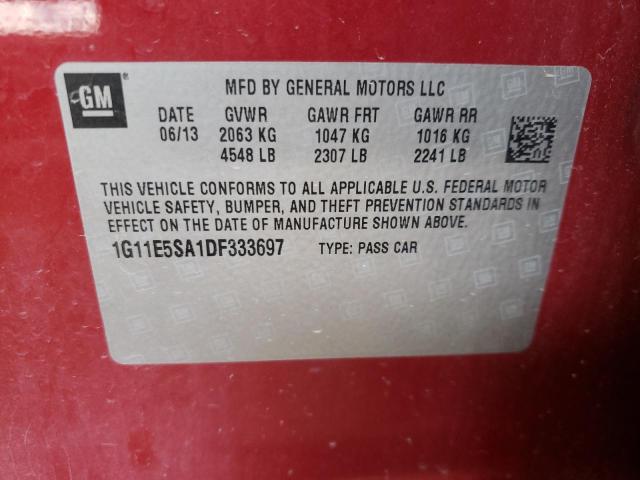 GM
MFD BY GENERAL MOTORS LLC
DATE GVWR GAWR FRT GAWR RR
06/13 2063 KG 1047 KG 1016 KG
4548 LB 2307 LB 2241 LB
THIS VEHICLE CONFORMS TO ALL APPLICABLE U.S. FEDERAL MOTOR
VEHICLE SAFETY, BUMPER, AND THEFT PREVENTION STANDARDS IN
EFFECT ON THE DATE OF MANUFACTURE SHOWN ABOVE.
1G11E5SA1DF333697 TYPE: PASS CAR